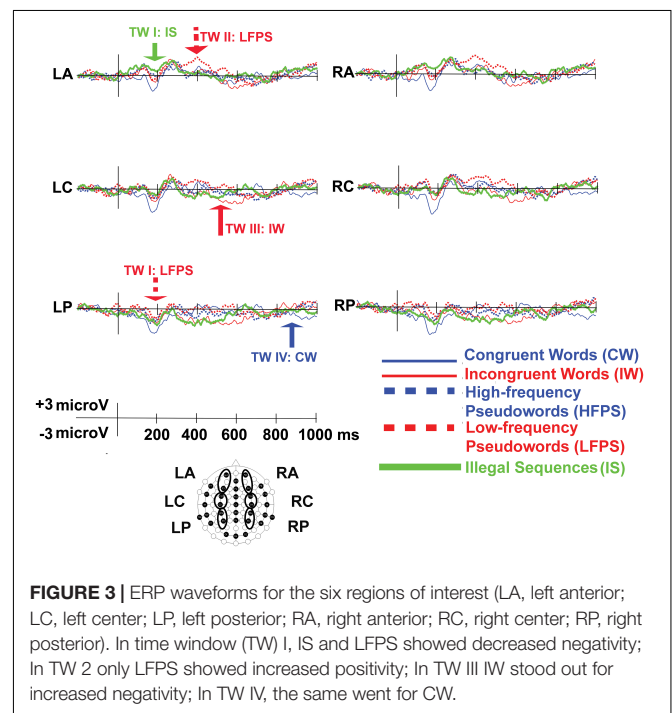 TW I: IS
TW II: LFPS
LA
RA
LC
RC
TW III: IW
TW I: LFPS
LP
RP
TW IV: CW
Congruent Words (CW)
Incongruent Words (IW)
High-frequency
Pseudowords (HFPS)
Low-frequency
Pseudowords (LFPS)
Illegal Sequences (IS)
+3 microV
-3 microV
200 400 600 800 1000 ms
LA RA
LC RC
LP RP
FIGURE 3 | ERP waveforms for the six regions of interest (LA, left anterior;
LC, left center; LP, left posterior; RA, right anterior; RC, right center; RP, right
posterior). In time window (TW) I, IS and LFPS showed decreased negativity;
In TW 2 only LFPS showed increased positivity; In TW III IW stood out for
increased negativity; In TW IV, the same went for CW.